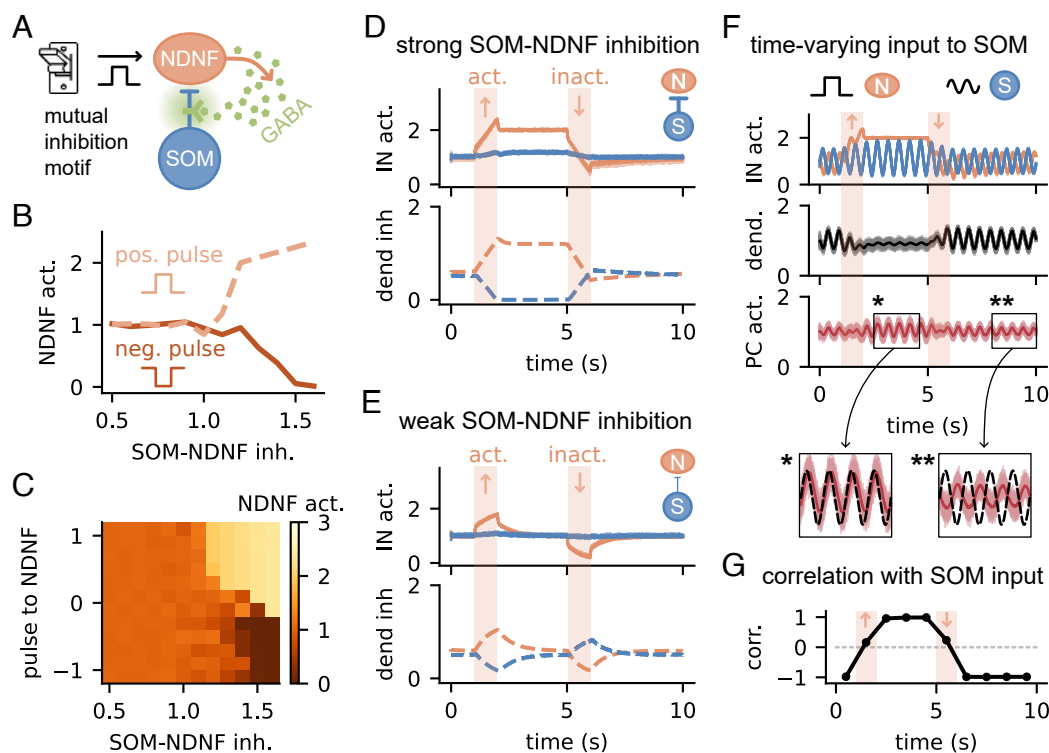 A
NDNF
mutual
inhibition
motif
SOM
GABA
B
NDNF act.
2
1
0
pos. pulse
neg. pulse
0.5
1.0
1.5
SOM-NDNF inh.
C
NDNF act.
pulse to NDNF
1
0
−1
3
2
1
0
0.5
1.0
1.5
SOM-NDNF inh.
D
strong SOM-NDNF inhibition
act.
inact.
N
S
IN act.
2
0
dend inh
2
0
0
5
10
time (s)
E
weak SOM-NDNF inhibition
act.
inact.
N
S
IN act.
2
0
dend inh
2
0
0
5
10
time (s)
F
time-varying input to SOM
N
S
IN act.
2
0
dend.
2
0
PC act.
2
0
*
**
0
5
10
time (s)
*
**
G
correlation with SOM input
corr.
1
0
−1
0
5
10
time (s)